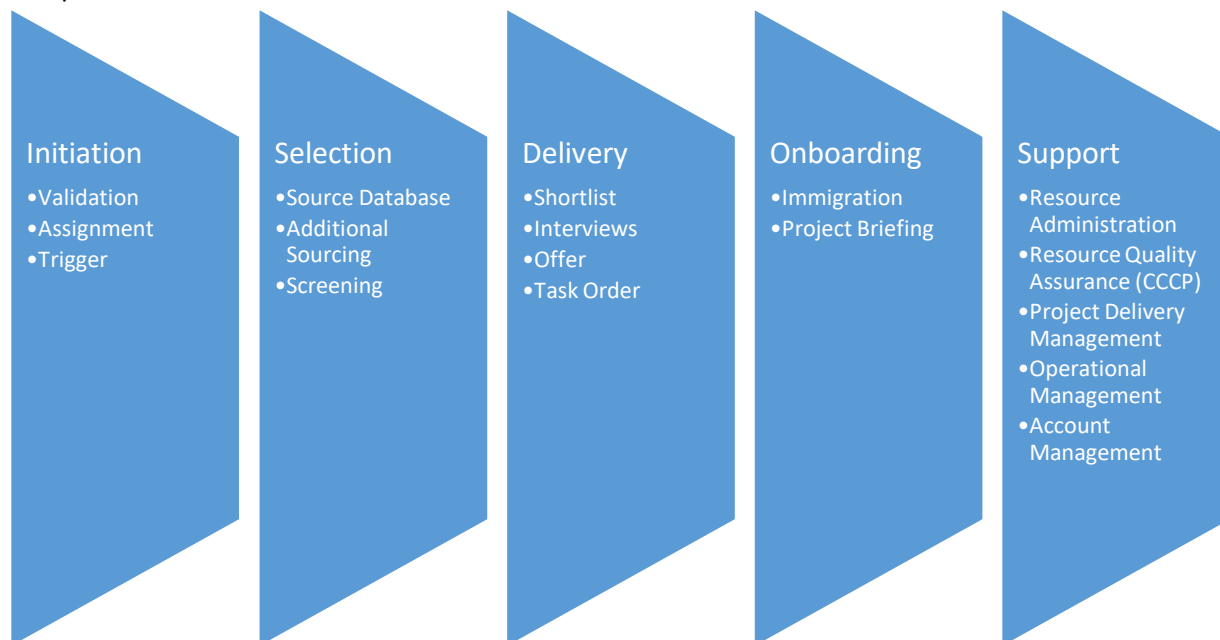 Initiation
•Validation
•Assignment
•Trigger
Selection
•Source Database
•Additional
Sourcing
•Screening
Delivery
•Shortlist
•Interviews
•Offer
•Task Order
Onboarding
•Immigration
•Project Briefing
Support
•Resource
Administration
•Resource Quality
Assurance (CCCP)
•Project Delivery
Management
•Operational
Management
•Account
Management